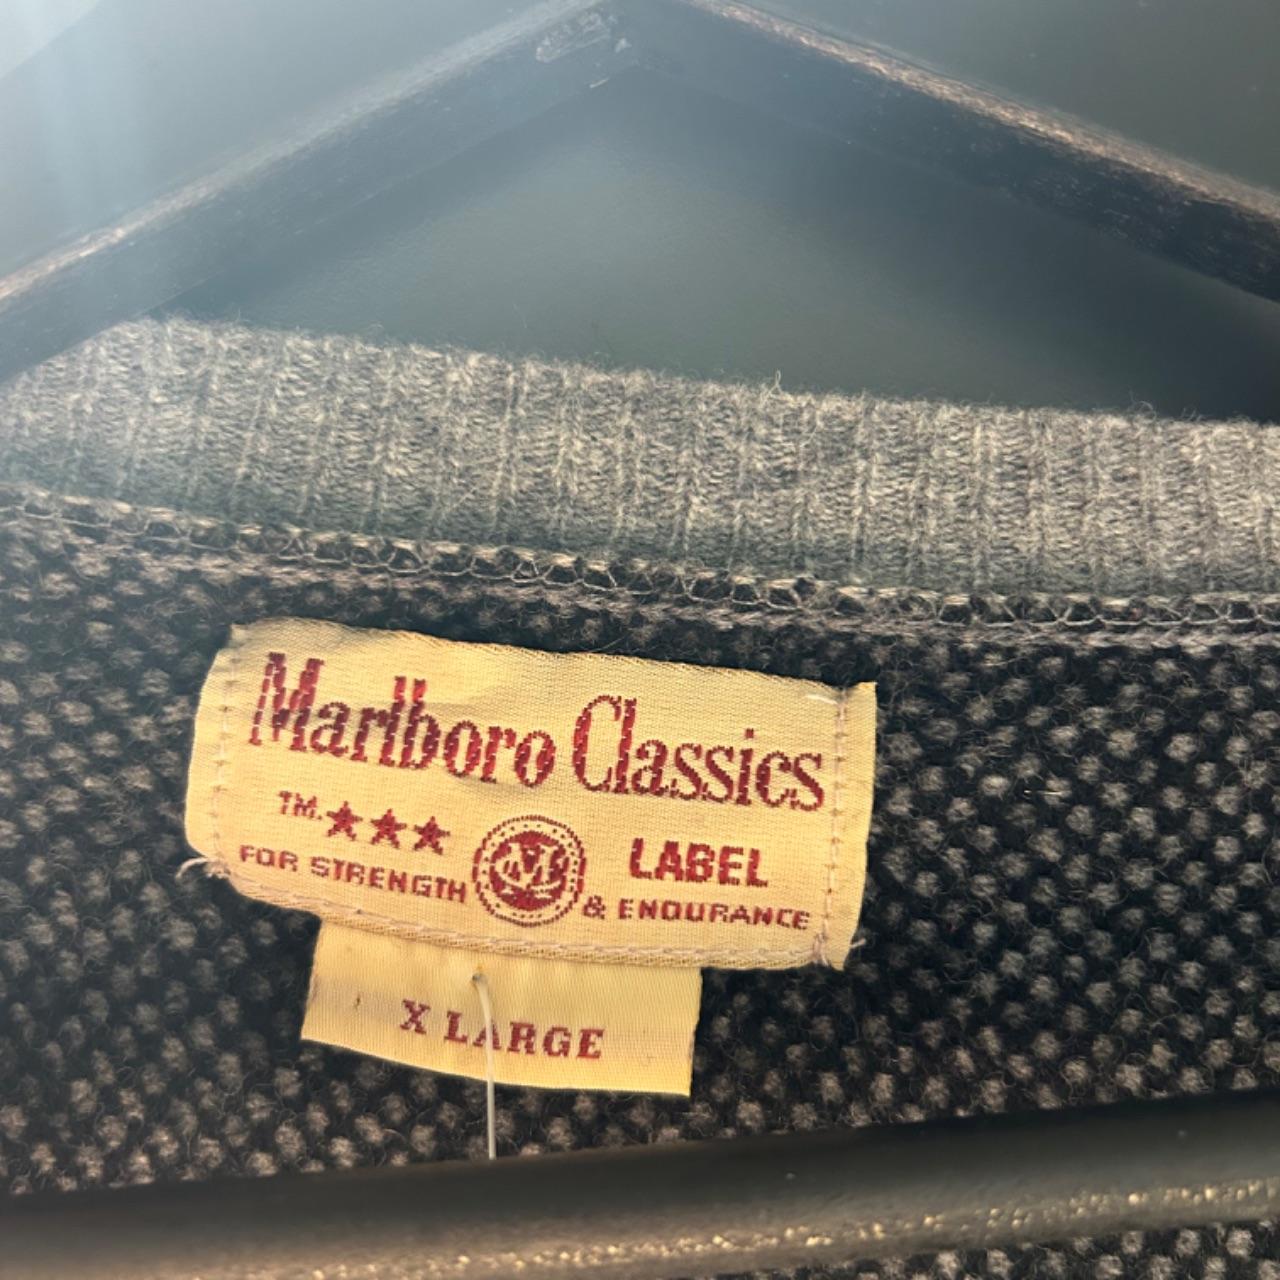 Marlboro Classics
TM.★★★ LABEL
FOR STRENGTH & ENDURANCE
X LARGE